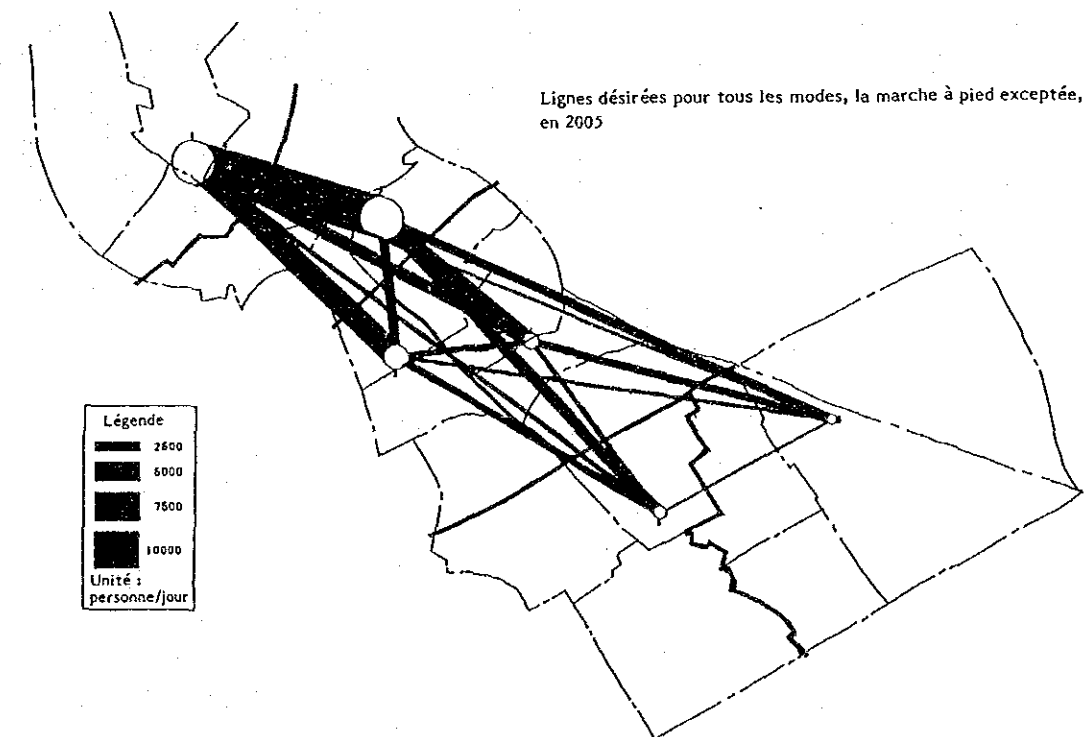 Lignes désirées pour tous les modes, la marche à pied exceptée,
en 2005
Légende
2600
5000
7500
10000
Unité :
personne/jour